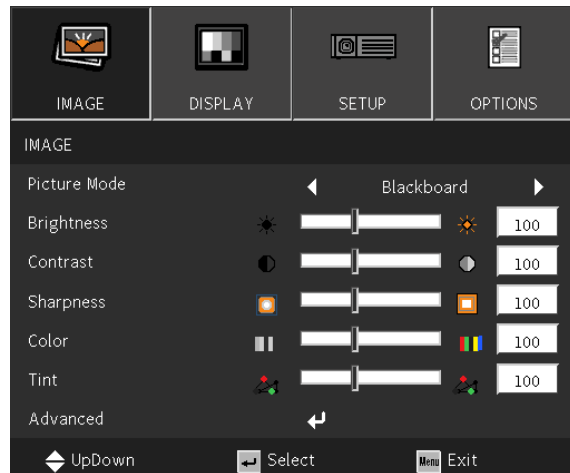 IMAGE DISPLAY SETUP OPTIONS
IMAGE
Picture Mode Blackboard
Brightness 100
Contrast 100
Sharpness 100
Color 100
Tint 100
Advanced
UpDown Select Menu Exit